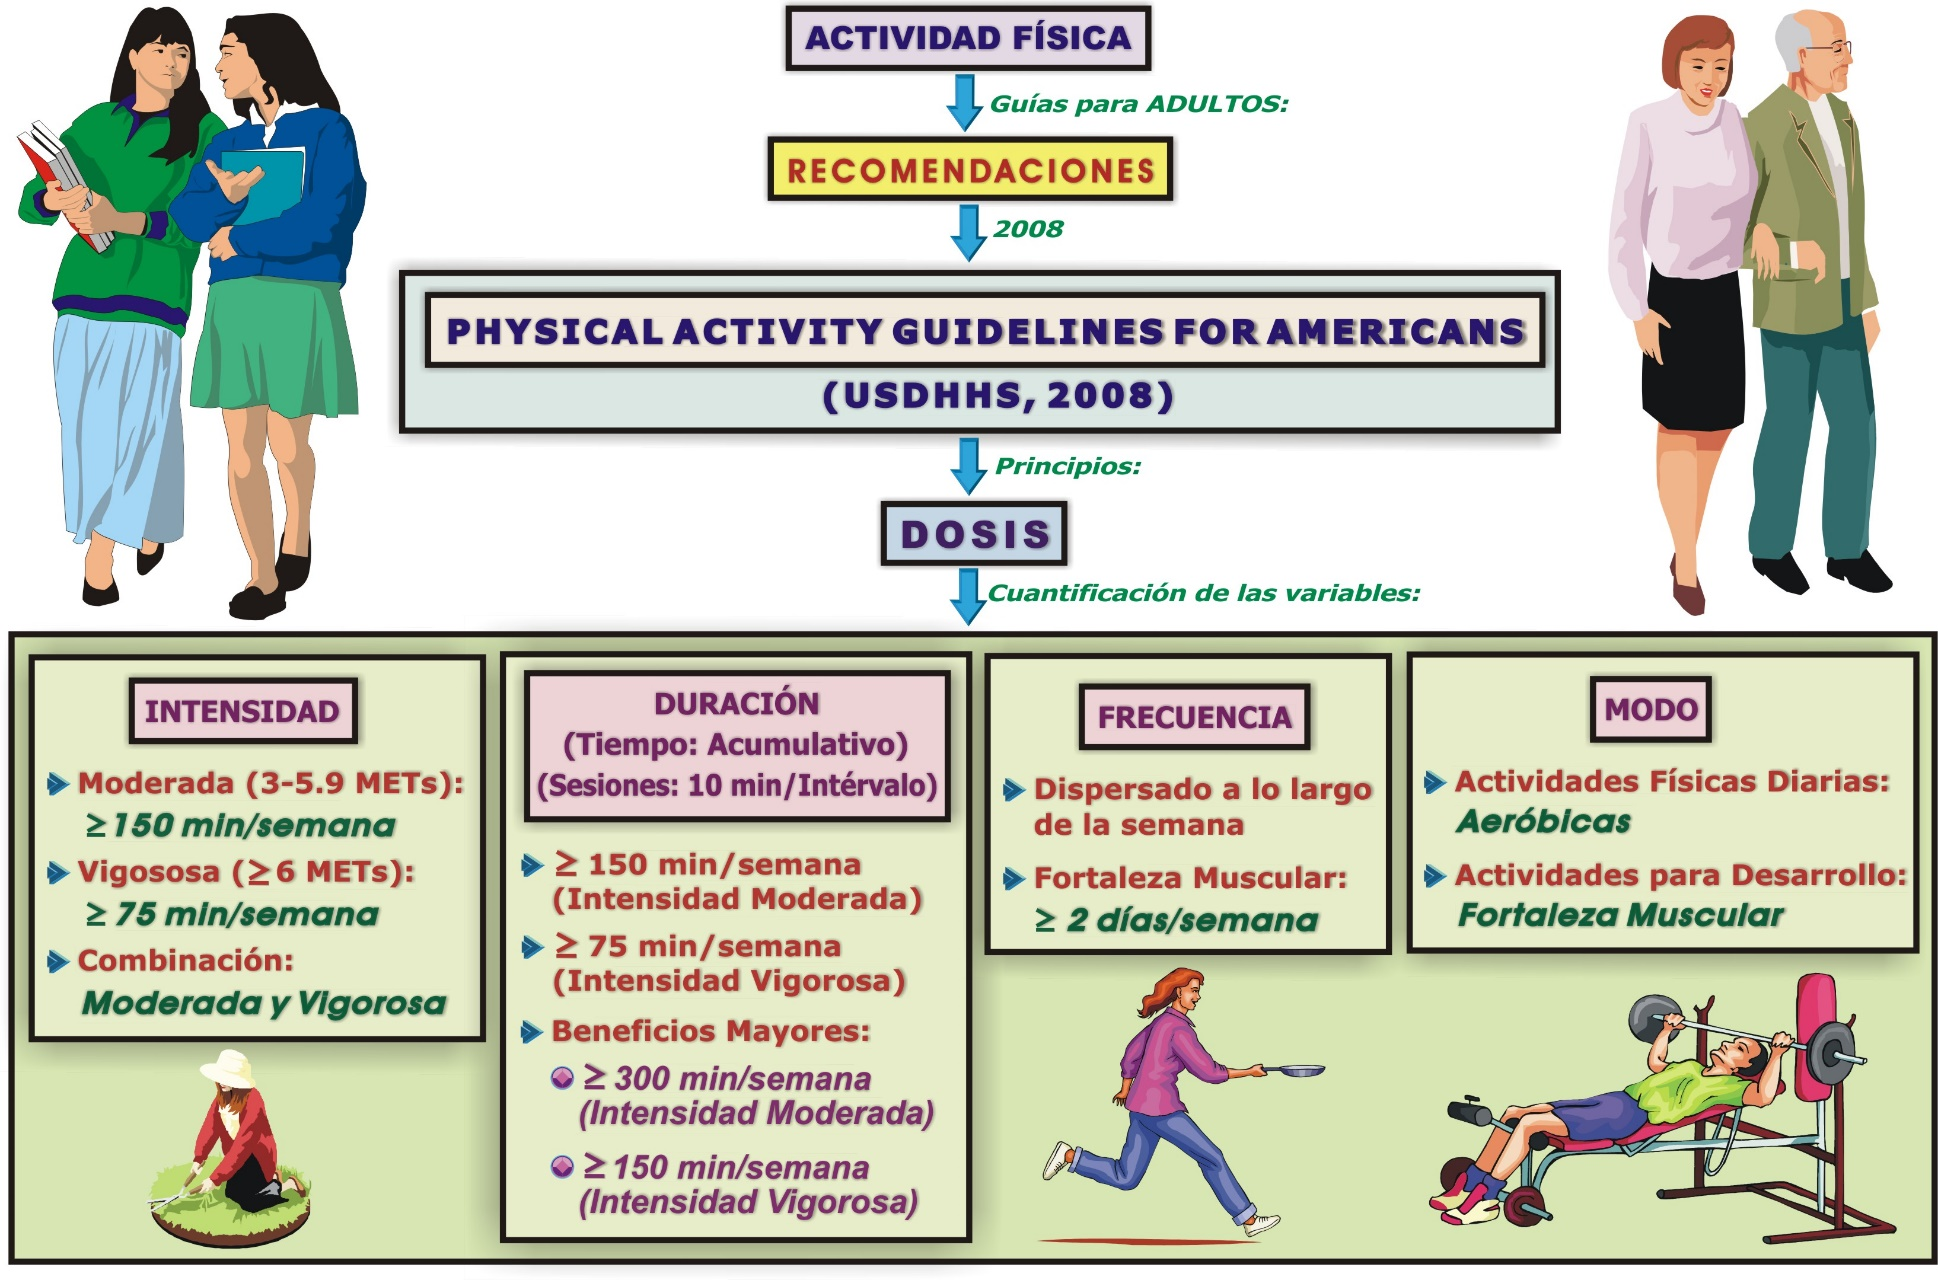 ACTIVIDAD FÍSICA
Guías para ADULTOS:
RECOMENDACIONES
2008
PHYSICAL ACTIVITY GUIDELINES FOR AMERICANS
(USDHHS, 2008)
Principios:
DOSIS
Cuantificación de las variables:
INTENSIDAD
Moderada (3-5.9 METs):
≥150 min/semana
Vigososa (≥6 METs):
≥ 75 min/semana
Combinación:
Moderada y Vigorosa
DURACIÓN
(Tiempo: Acumulativo)
(Sesiones: 10 min/Intérvalo)
≥ 150 min/semana
(Intensidad Moderada)
≥ 75 min/semana
(Intensidad Vigorosa)
Beneficios Mayores:
≥ 300 min/semana
(Intensidad Moderada)
≥ 150 min/semana
(Intensidad Vigorosa)
FRECUENCIA
Dispersado a lo largo
de la semana
Fortaleza Muscular:
≥ 2 días/semana
MODO
Actividades Físicas Diarias:
Aeróbicas
Actividades para Desarrollo:
Fortaleza Muscular